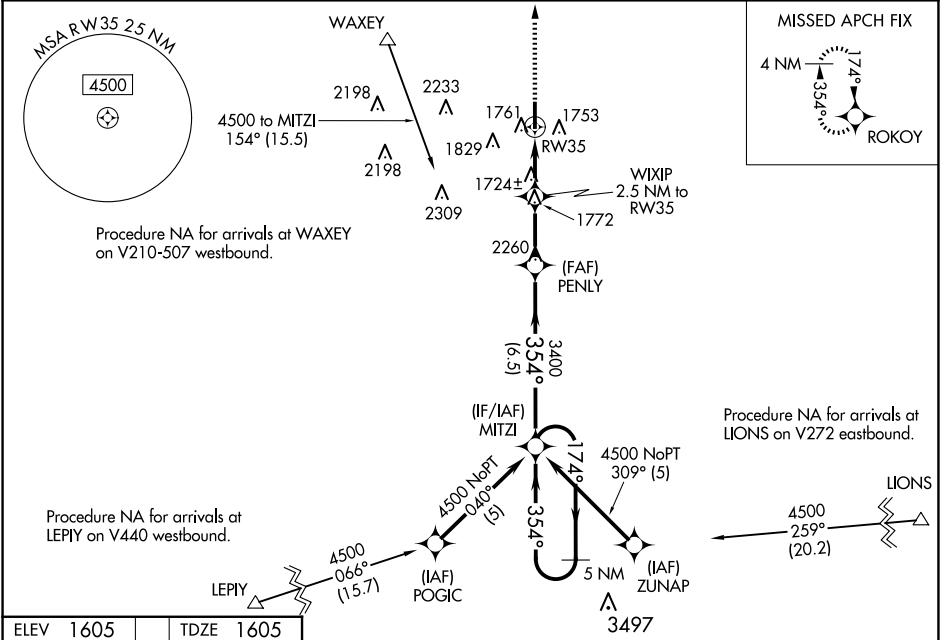 MSA RW35 25 NM
4500
WAXEY
4500 to MITZI
154° (15.5)
2198
2233
2198
2309
1761
1753
1829
RW35
1724±
WIXIP
2.5 NM to
RW35
1772
MISSED APCH FIX
4 NM
354°
174°
ROKOY
Procedure NA for arrivals at WAXEY
on V210-507 westbound.
2260
(FAF)
PENLY
3400
354°
(6.5)
(IF/IAF)
MITZI
Procedure NA for arrivals at
LIONS on V272 eastbound.
4500 NoPT
040°
(5)
174°
354°
4500 NoPT
309° (5)
LIONS
4500
259°
(20.2)
Procedure NA for arrivals at
LEPIY on V440 westbound.
LEPIY
4500
066°
(15.7)
(IAF)
POGIC
5 NM
(IAF)
ZUNAP
3497
ELEV 1605
TDZE 1605